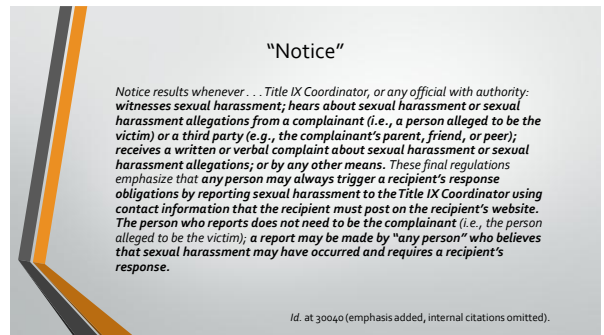 “Notice”
Notice results whenever . . . Title IX Coordinator, or any official with authority:
witnesses sexual harassment; hears about sexual harassment or sexual
harassment allegations from a complainant (i.e., a person alleged to be the
victim) or a third party (e.g., the complainant’s parent, friend, or peer);
receives a written or verbal complaint about sexual harassment or sexual
harassment allegations; or by any other means. These final regulations
emphasize that any person may always trigger a recipient’s response
obligations by reporting sexual harassment to the Title IX Coordinator using
contact information that the recipient must post on the recipient’s website.
The person who reports does not need to be the complainant (i.e., the person
alleged to be the victim); a report may be made by “any person” who believes
that sexual harassment may have occurred and requires a recipient’s
response.
Id. at 30040 (emphasis added, internal citations omitted).